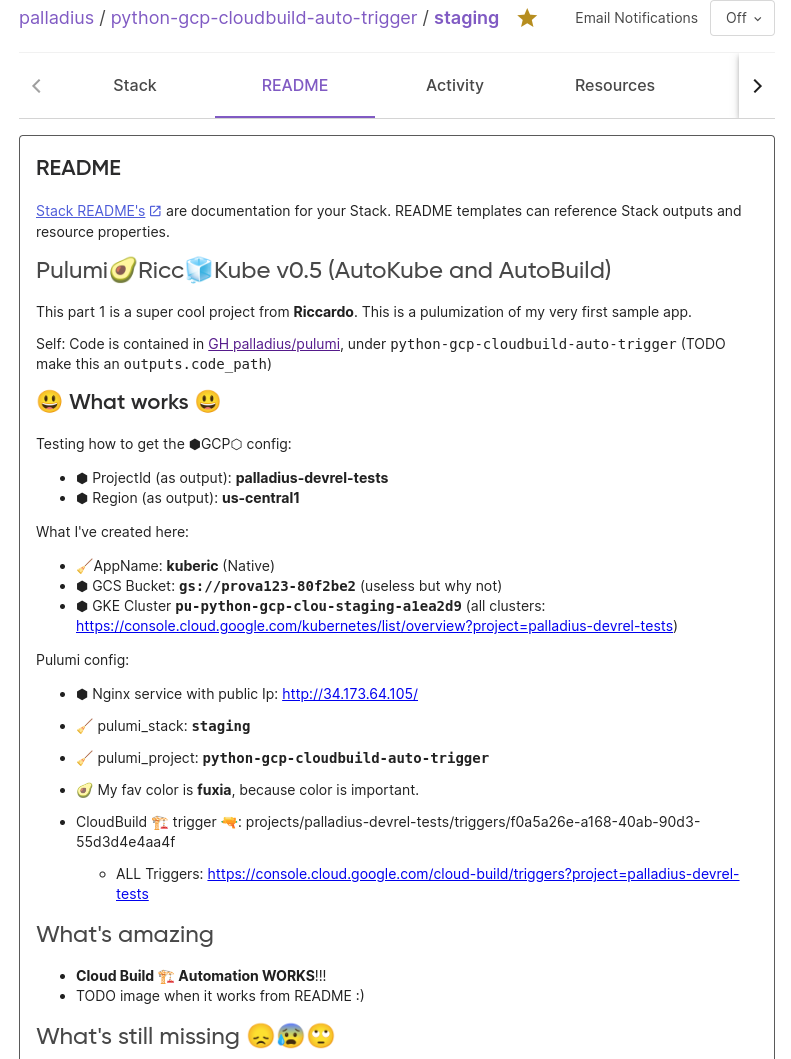 palladius / python-gcp-cloudbuild-auto-trigger / staging ⭐ Email Notifications Off
Stack README Activity Resources
README
Stack README's are documentation for your Stack. README templates can reference Stack outputs and
resource properties.
Pulumi🥑Ricc🧊Kube v0.5 (AutoKube and AutoBuild)
This part 1 is a super cool project from Riccardo. This is a pulumization of my very first sample app.
Self: Code is contained in GH palladius/pulumi, under python-gcp-cloudbuild-auto-trigger (TODO
make this an outputs.code_path)
😃 What works 😃
Testing how to get the ⬢GCP⬡ config:
• ⬢ ProjectId (as output): palladius-devrel-tests
• ⬢ Region (as output): us-central1
What I've created here:
• 🧹AppName: kuberic (Native)
• ⬢ GCS Bucket: gs://prova123-80f2be2 (useless but why not)
• ⬢ GKE Cluster pu-python-gcp-clou-staging-a1ea2d9 (all clusters:
https://console.cloud.google.com/kubernetes/list/overview?project=palladius-devrel-tests)
Pulumi config:
• ⬢ Nginx service with public Ip: http://34.173.64.105/
• 🧹 pulumi_stack: staging
• 🧹 pulumi_project: python-gcp-cloudbuild-auto-trigger
• 🥑 My fav color is fuxia, because color is important.
• CloudBuild 🏗️ trigger 🔫: projects/palladius-devrel-tests/triggers/f0a5a26e-a168-40ab-90d3-
55d3d4e4aa4f
◦ ALL Triggers: https://console.cloud.google.com/cloud-build/triggers?project=palladius-devrel-
tests
What's amazing
• Cloud Build 🏗️ Automation WORKS!!!
• TODO image when it works from README :)
What's still missing 😞😰🙄